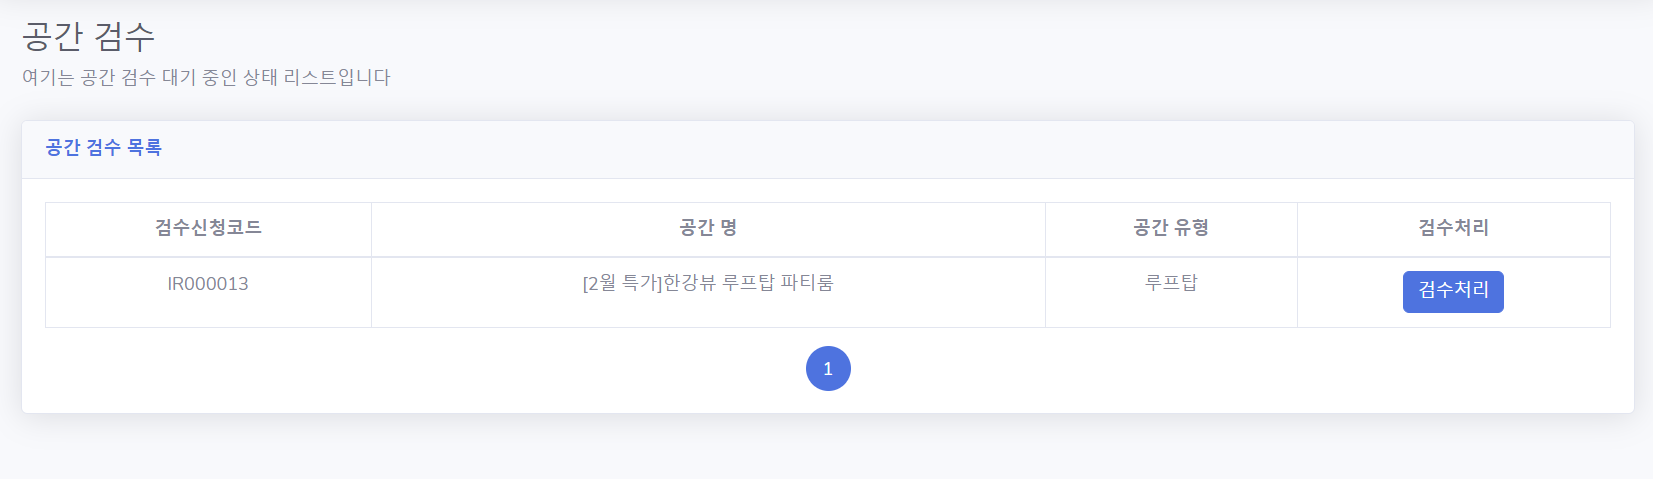 공간 검수
여기는 공간 검수 대기 중인 상태 리스트입니다
공간 검수 목록
검수신청코드 공간 명 공간 유형 검수처리
IR000013 [2월 특가]한강뷰 루프탑 파티룸 루프탑 검수처리
1